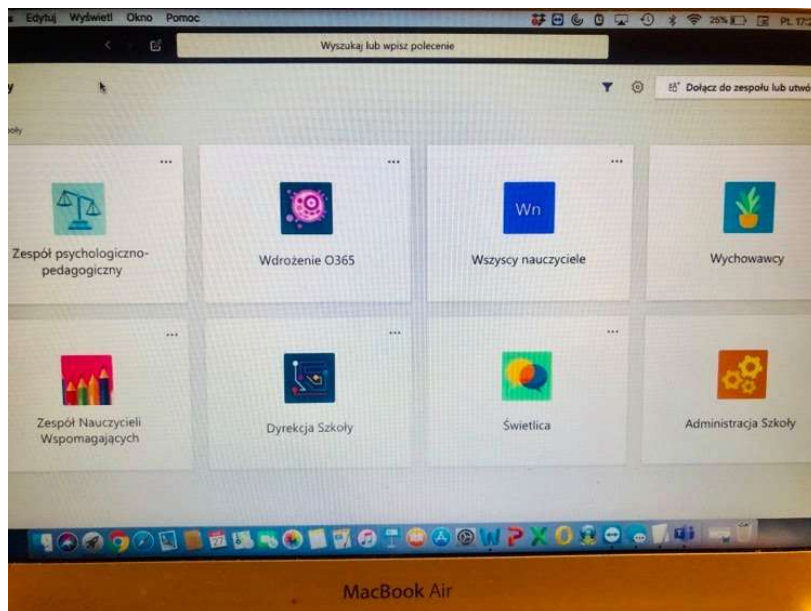 Edytuj Wyświetl Okno Pomoc
26%
Wyszukaj lub wpisz polecenie
Dołącz do zespołu lub utwó
Zespół psychologiczno-
pedagogiczny
Wdrożenie O365
Wn
Wszyscy nauczyciele
Wychowawcy
Zespół Nauczycieli
Wspomagających
Dyrekcja Szkoły
Świetlica
Administracja Szkoły
MacBook Air